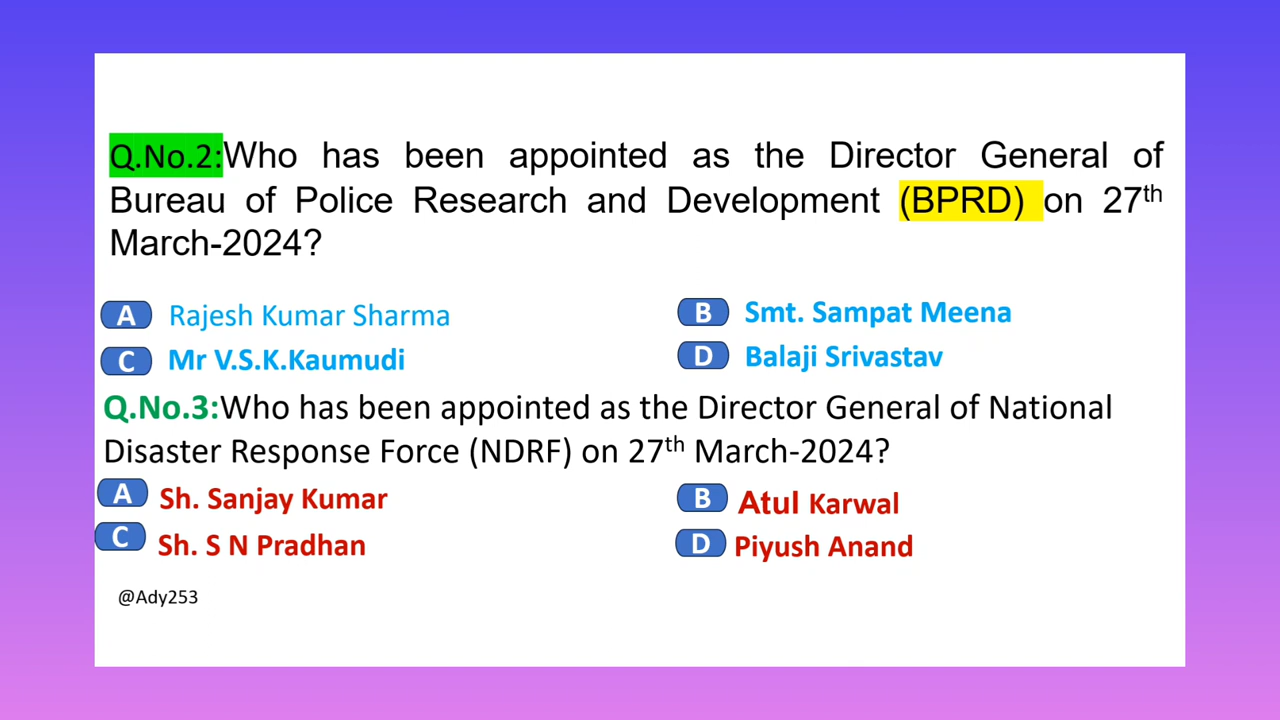 Q.No.2:Who has been appointed as the Director General of
Bureau of Police Research and Development (BPRD) on 27th
March-2024?
A Rajesh Kumar Sharma
B Smt. Sampat Meena
C Mr V.S.K.Kaumudi
D Balaji Srivastav
Q.No.3:Who has been appointed as the Director General of National
Disaster Response Force (NDRF) on 27th March-2024?
A Sh. Sanjay Kumar
B Atul Karwal
C Sh. S N Pradhan
D Piyush Anand
@Ady253